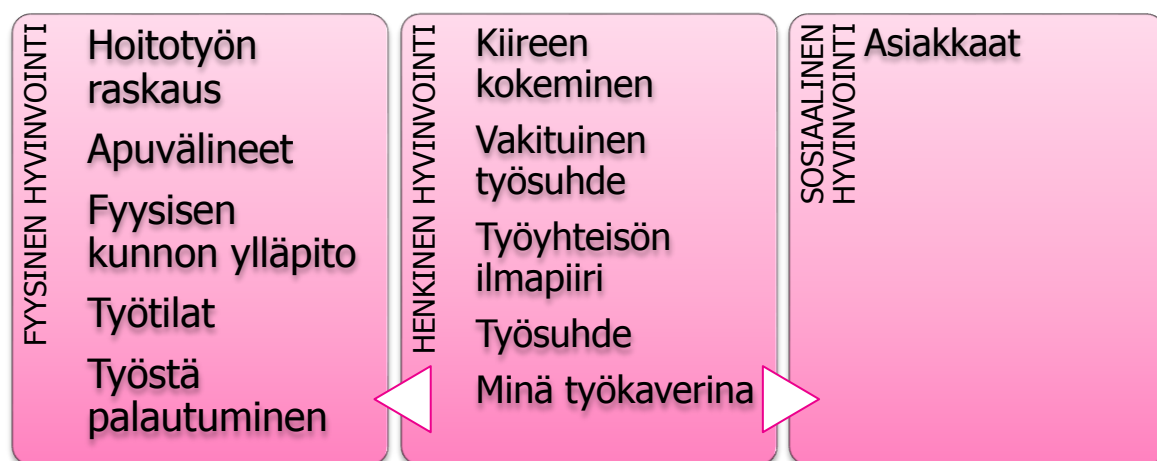 FYYSINEN HYVINVOINTI
Hoitotyön
raskaus
Apuvälineet
Fyysisen
kunnon ylläpito
Työtilat
Työstä
palautuminen
HENKINEN HYVINVOINTI
Kiireen
kokeminen
Vakituinen
työsuhde
Työyhteisön
ilmapiiri
Työsuhde
Minä työkaverina
SOSIAALINEN
HYVINVOINTI
Asiakkaat